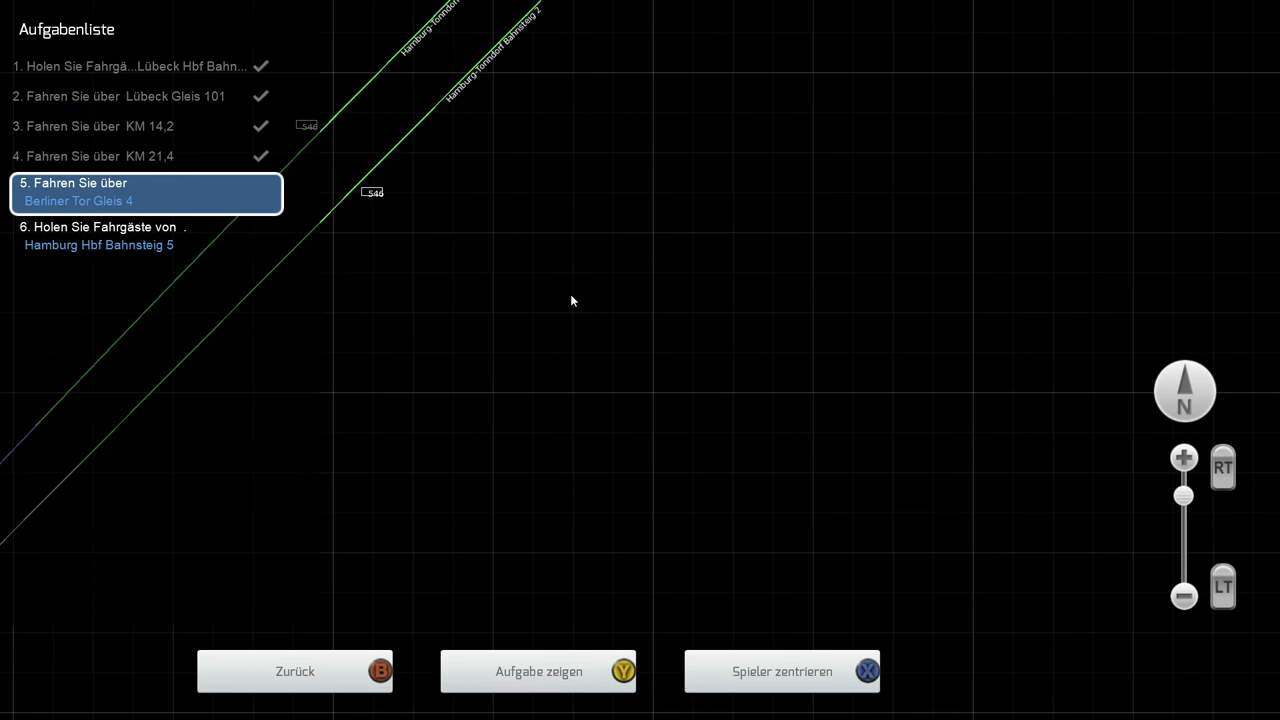 Aufgabenliste
1. Holen Sie Fahrgä...Lübeck Hbf Bahn...
2. Fahren Sie über Lübeck Gleis 101
3. Fahren Sie über KM 14,2
4. Fahren Sie über KM 21,4
5. Fahren Sie über
Berliner Tor Gleis 4
6. Holen Sie Fahrgäste von .
Hamburg Hbf Bahnsteig 5
Hamburg-Tonndorf
Hamburg-Tonndorf Bahnsteig 2
546
546
N
RT
LT
Zurück B
Aufgabe zeigen Y
Spieler zentrieren X